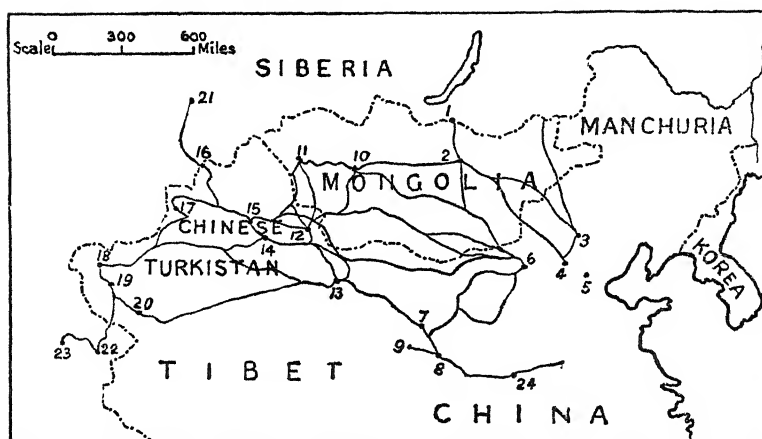 0 300 600
Scale Miles
SIBERIA
21
MANCHURIA
1
16
11
10
2
MONGOLIA
17
15
CHINESE
12
3
14
18
6
4
KOREA
TURKISTAN
5
19
13
20
7
23
22
9
8
TIBET
24
CHINA